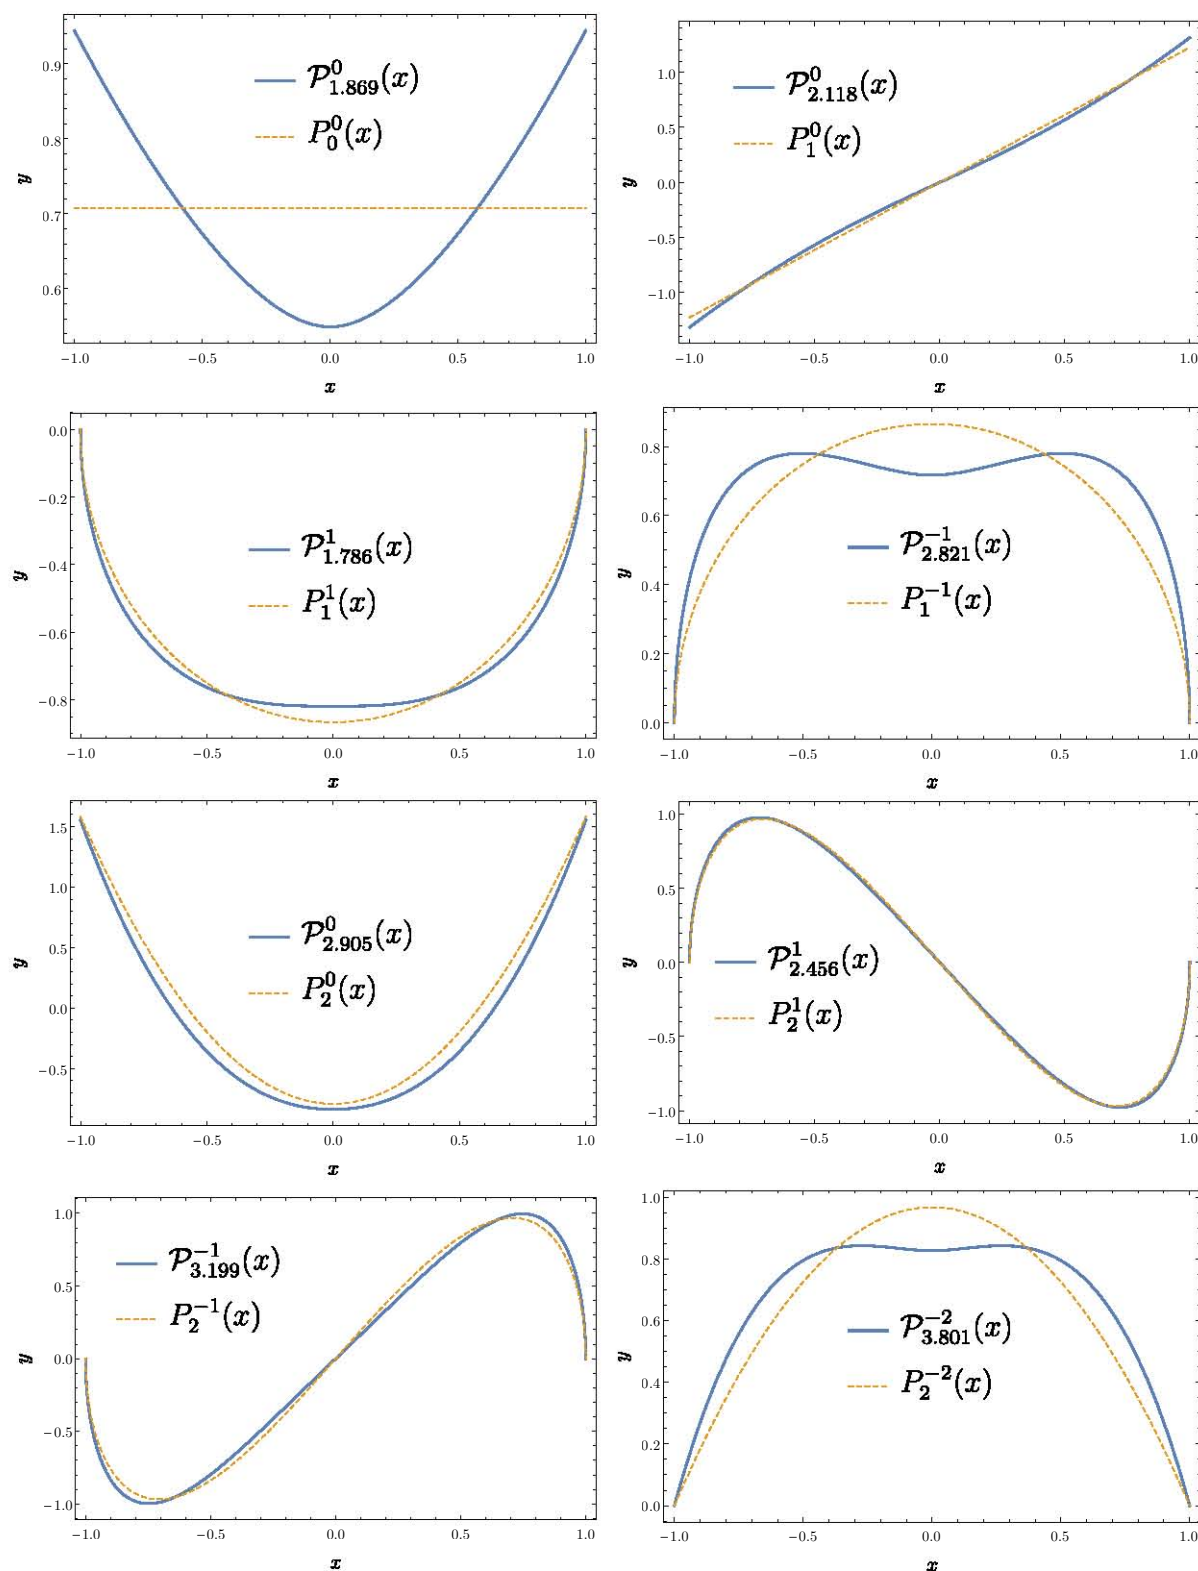 0.9
0.8
0.7
0.6
y
𝒫⁰₁.₈₆₉(x)
P⁰₀(x)
−1.0 −0.5 0.0 0.5 1.0
x
1.0
0.5
0.0
−0.5
−1.0
y
𝒫⁰₂.₁₁₈(x)
P⁰₁(x)
−1.0 −0.5 0.0 0.5 1.0
x
0.0
−0.2
−0.4
−0.6
−0.8
y
𝒫¹₁.₇₈₆(x)
P¹₁(x)
−1.0 −0.5 0.0 0.5 1.0
x
0.8
0.6
0.4
0.2
0.0
y
𝒫⁻¹₂.₈₂₁(x)
P⁻¹₁(x)
−1.0 −0.5 0.0 0.5 1.0
x
1.5
1.0
0.5
0.0
−0.5
y
𝒫⁰₂.₉₀₅(x)
P⁰₂(x)
−1.0 −0.5 0.0 0.5 1.0
x
1.0
0.5
0.0
−0.5
−1.0
y
𝒫¹₂.₄₅₆(x)
P¹₂(x)
−1.0 −0.5 0.0 0.5 1.0
x
1.0
0.5
0.0
−0.5
−1.0
y
𝒫⁻¹₃.₁₉₉(x)
P⁻¹₂(x)
−1.0 −0.5 0.0 0.5 1.0
x
1.0
0.8
0.6
0.4
0.2
0.0
y
𝒫⁻²₃.₈₀₁(x)
P⁻²₂(x)
−1.0 −0.5 0.0 0.5 1.0
x